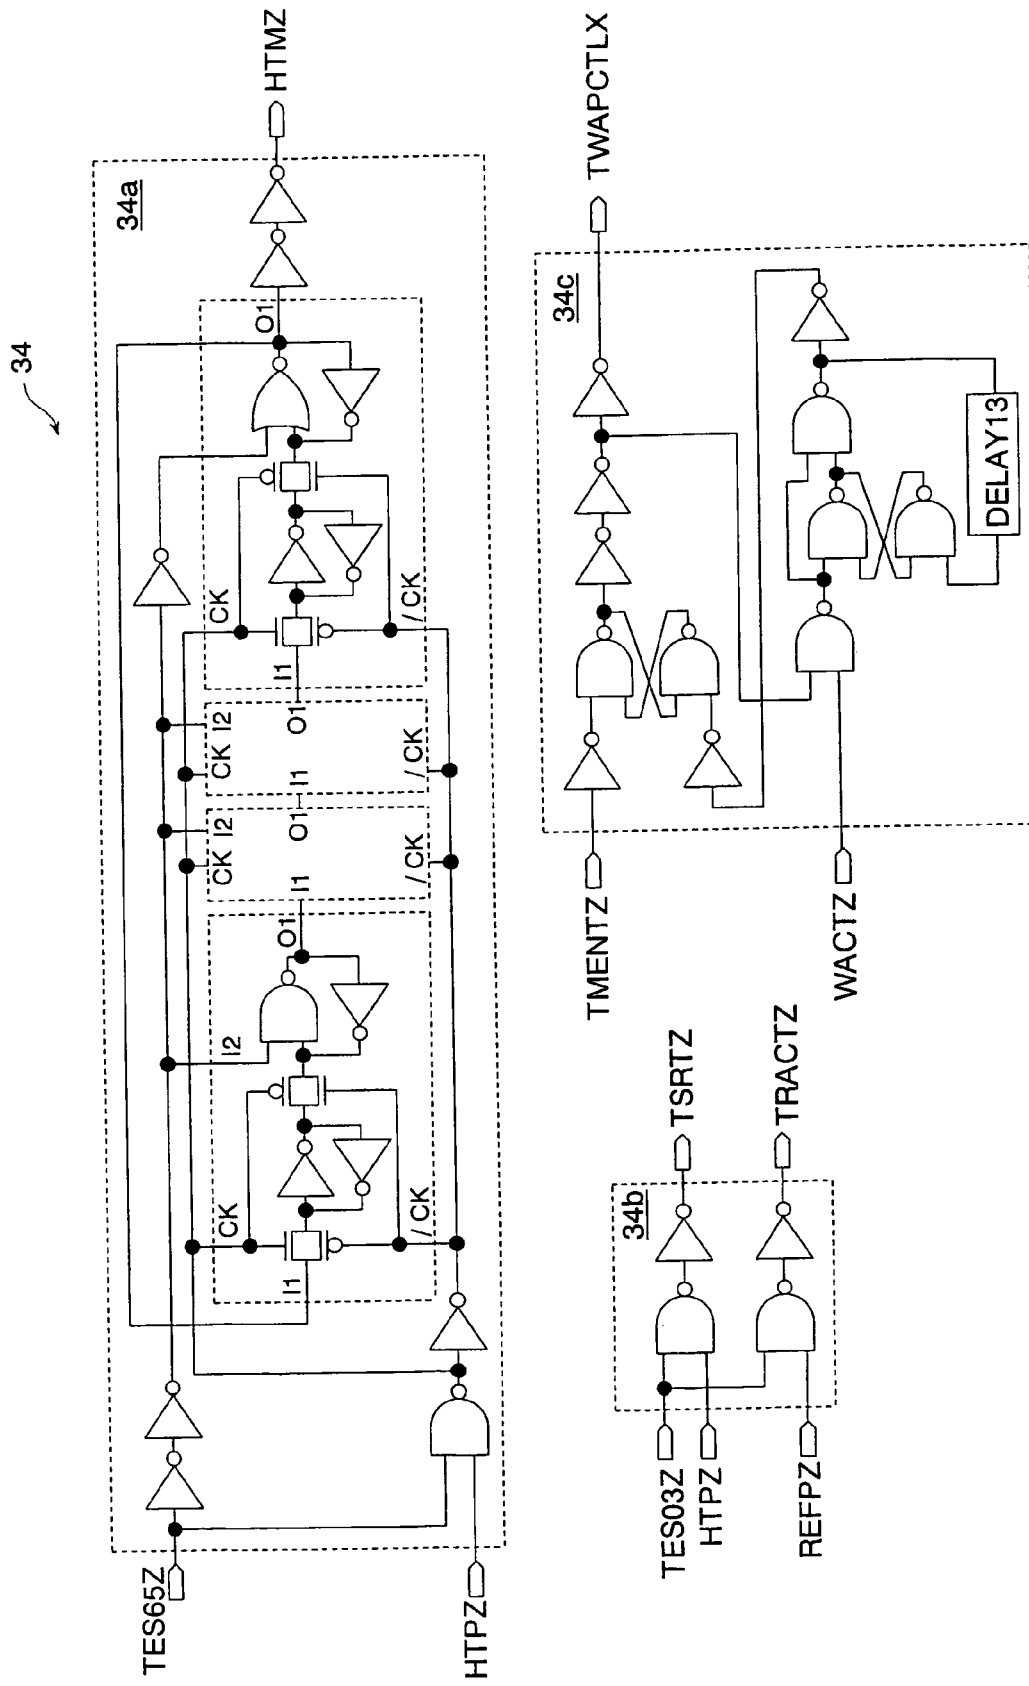 34
34a
TES65Z
HTPZ
HTMZ
I1
CK
/CK
I2
O1
CK I2
I1
O1
/CK
CK I2
I1
O1
/CK
I1
CK
/CK
O1
34b
TES03Z
HTPZ
REFPZ
TSRTZ
TRACTZ
34c
TMENTZ
WACTZ
DELAY13
TWAPCTLX